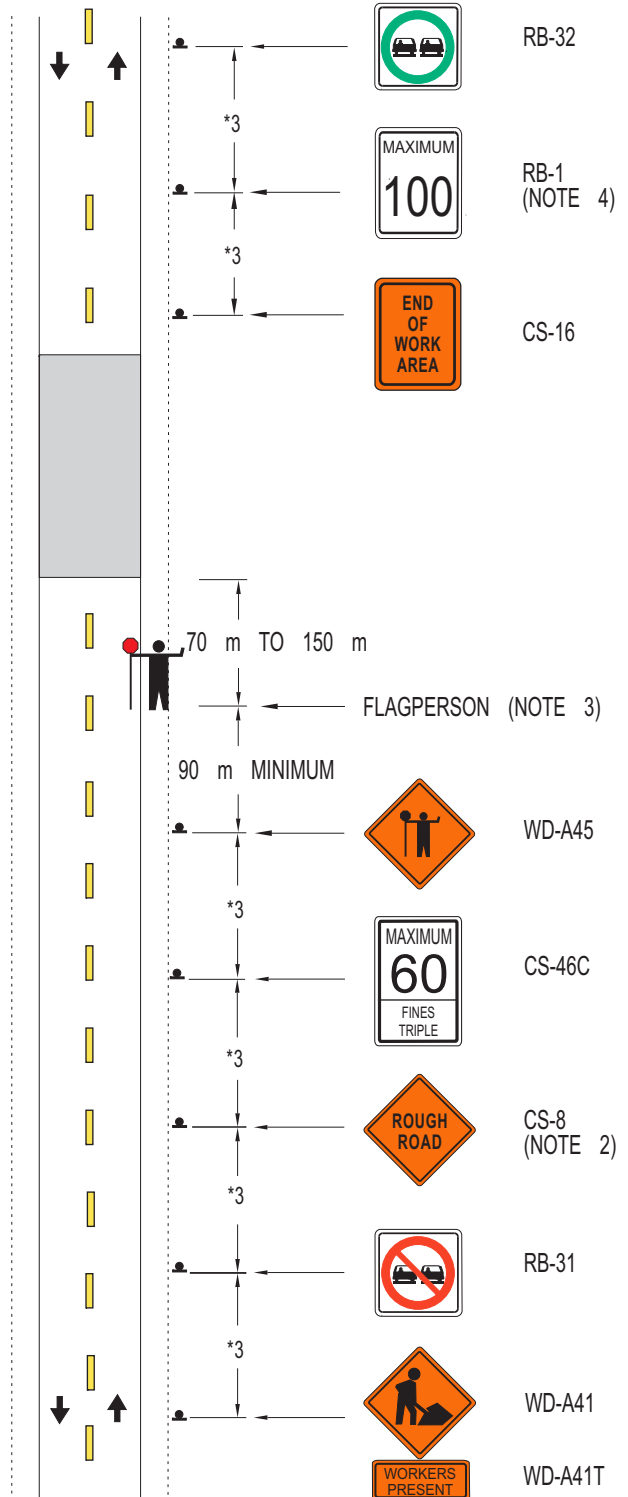 RB-32
*3
MAXIMUM
100
RB-1
(NOTE 4)
*3
END
OF
WORK
AREA
CS-16
70 m TO 150 m
FLAGPERSON (NOTE 3)
90 m MINIMUM
WD-A45
*3
MAXIMUM
60
FINES
TRIPLE
CS-46C
*3
ROUGH
ROAD
CS-8
(NOTE 2)
*3
RB-31
*3
WD-A41
WORKERS
PRESENT
WD-A41T